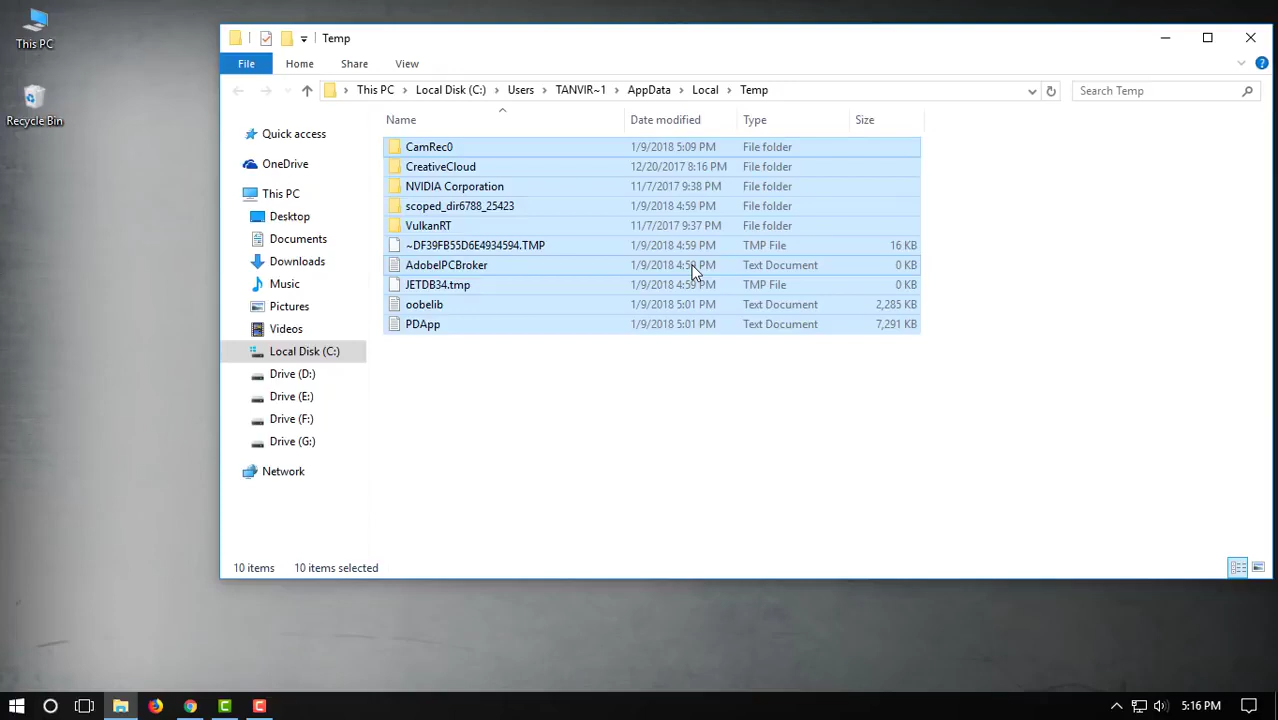 This PC
Recycle Bin
Temp
File Home Share View
This PC Local Disk (C:) Users TANVIR~1 AppData Local Temp
Search Temp
Name Date modified Type Size
Quick access
OneDrive
This PC
Desktop
Documents
Downloads
Music
Pictures
Videos
Local Disk (C:)
Drive (D:)
Drive (E:)
Drive (F:)
Drive (G:)
Network
CamRec0 1/9/2018 5:09 PM File folder
CreativeCloud 12/20/2017 8:16 PM File folder
NVIDIA Corporation 11/7/2017 9:38 PM File folder
scoped_dir6788_25423 1/9/2018 4:59 PM File folder
VulkanRT 11/7/2017 9:37 PM File folder
~DF39FB55D6E4934594.TMP 1/9/2018 4:59 PM TMP File 16 KB
AdobeIPCBroker 1/9/2018 4:59 PM Text Document 0 KB
JETDB34.tmp 1/9/2018 4:59 PM TMP File 0 KB
oobelib 1/9/2018 5:01 PM Text Document 2,285 KB
PDApp 1/9/2018 5:01 PM Text Document 7,291 KB
10 items 10 items selected
5:16 PM